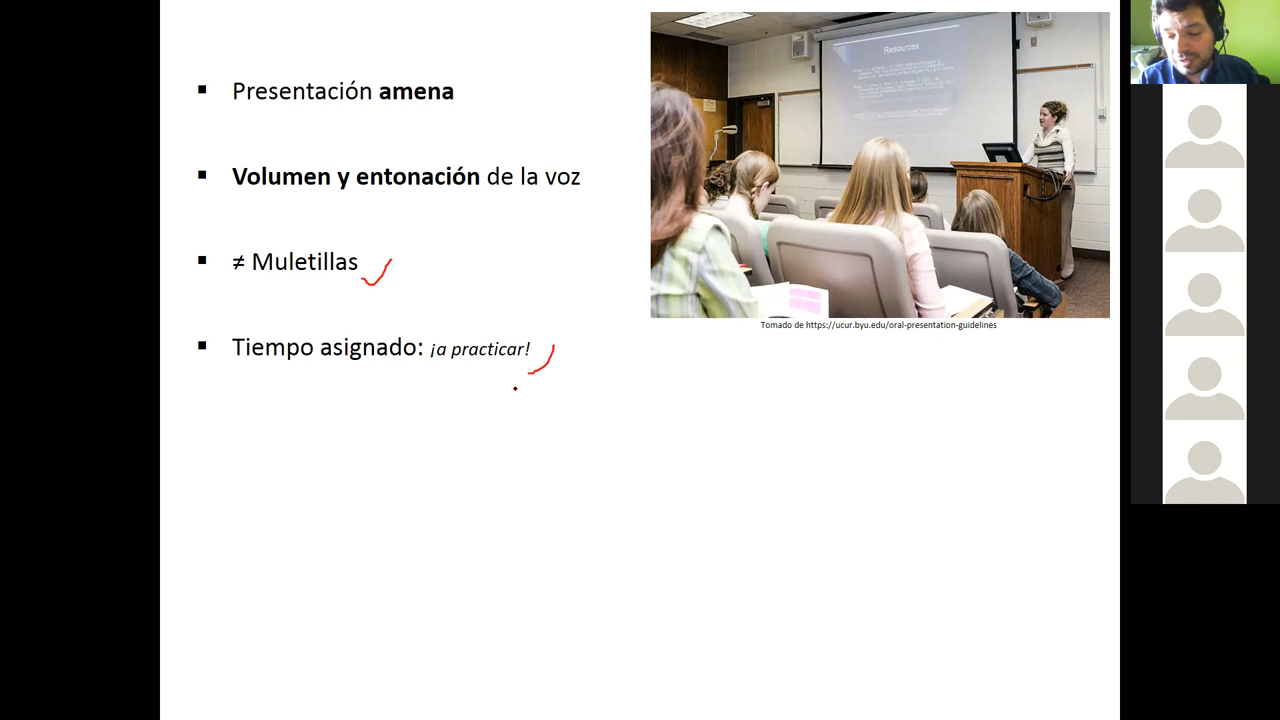 ▪ Presentación amena
▪ Volumen y entonación de la voz
▪ ≠ Muletillas
▪ Tiempo asignado: ¡a practicar!
Resources
Tomado de https://ucur.byu.edu/oral-presentation-guidelines